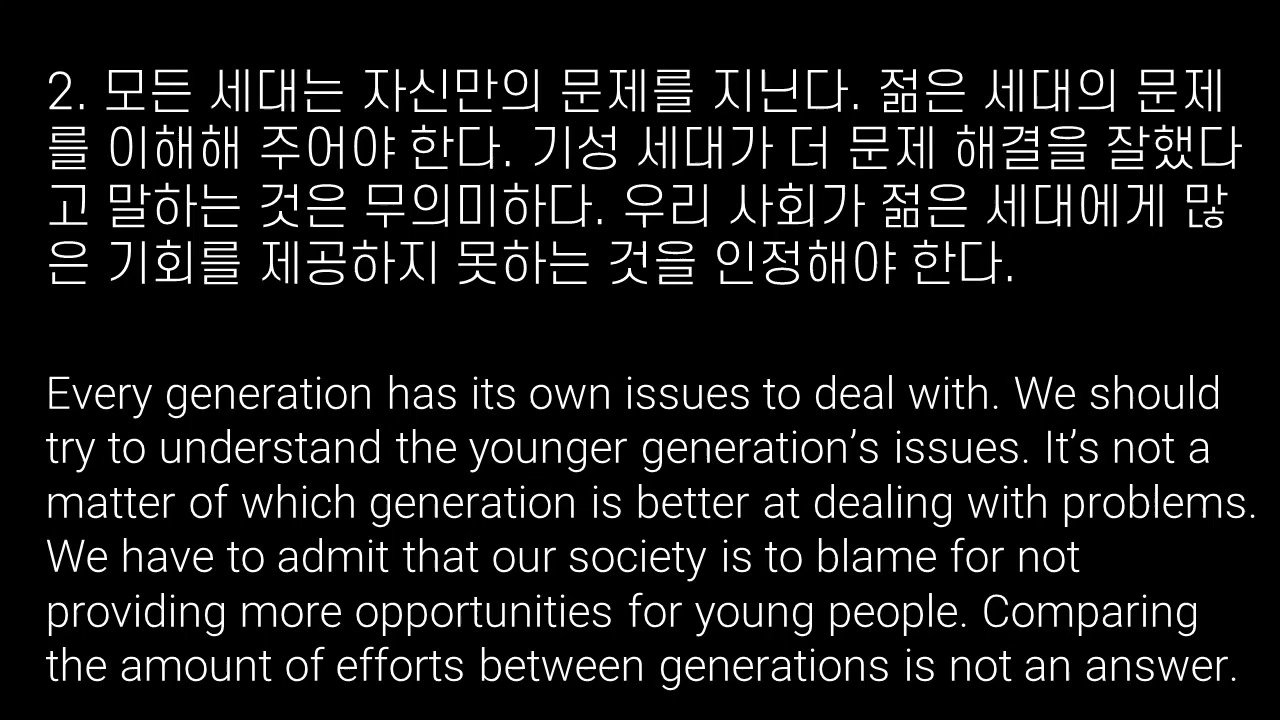 2. 모든 세대는 자신만의 문제를 지닌다. 젊은 세대의 문제
를 이해해 주어야 한다. 기성 세대가 더 문제 해결을 잘했다
고 말하는 것은 무의미하다. 우리 사회가 젊은 세대에게 많
은 기회를 제공하지 못하는 것을 인정해야 한다.
Every generation has its own issues to deal with. We should
try to understand the younger generation’s issues. It’s not a
matter of which generation is better at dealing with problems.
We have to admit that our society is to blame for not
providing more opportunities for young people. Comparing
the amount of efforts between generations is not an answer.